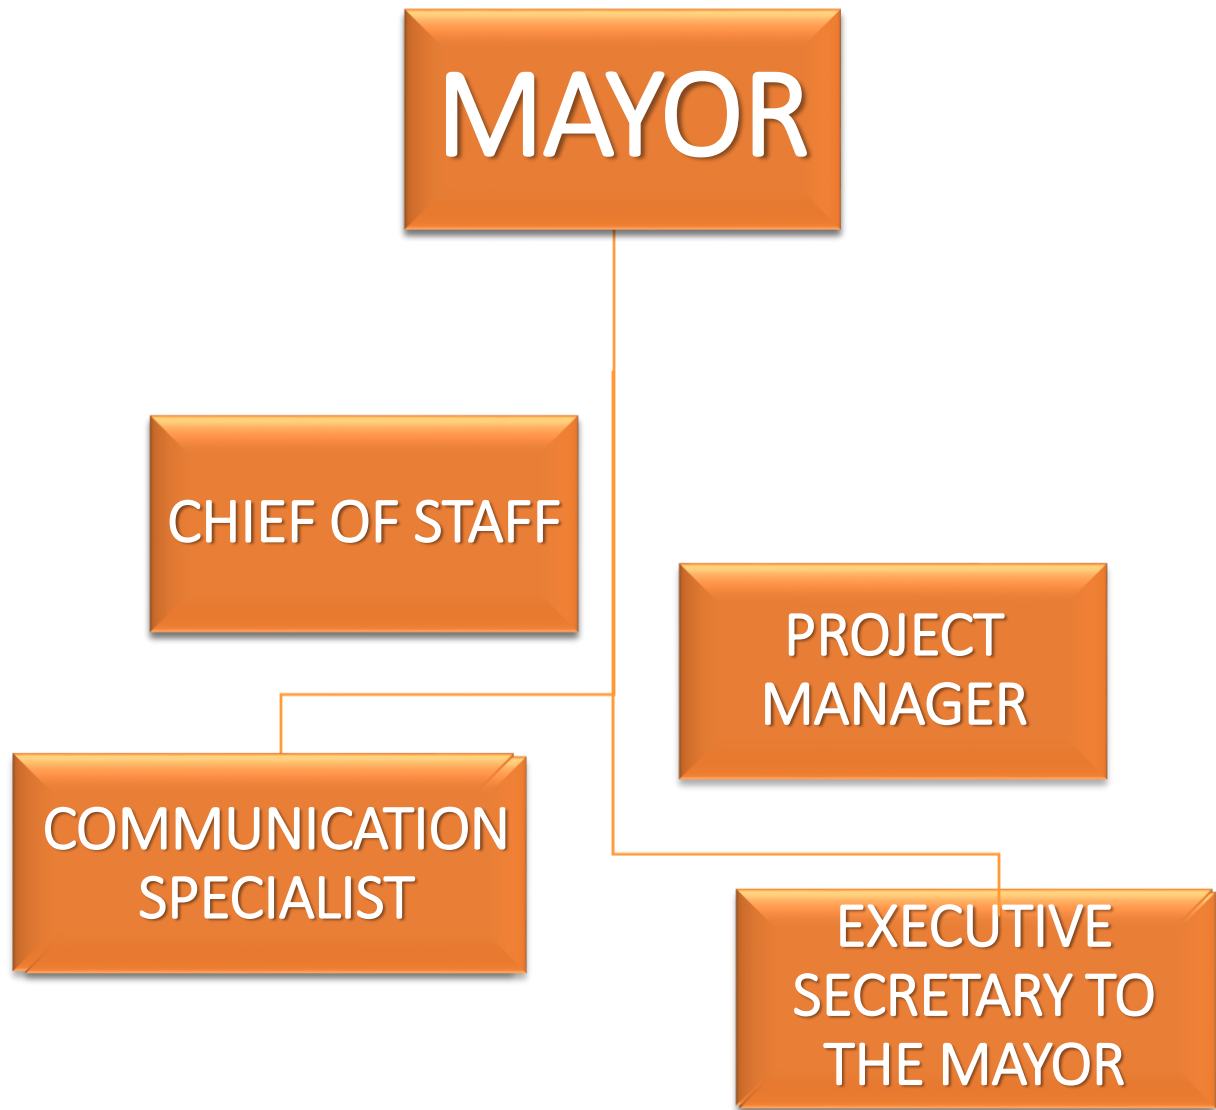 MAYOR
CHIEF OF STAFF
PROJECT
MANAGER
COMMUNICATION
SPECIALIST
EXECUTIVE
SECRETARY TO
THE MAYOR